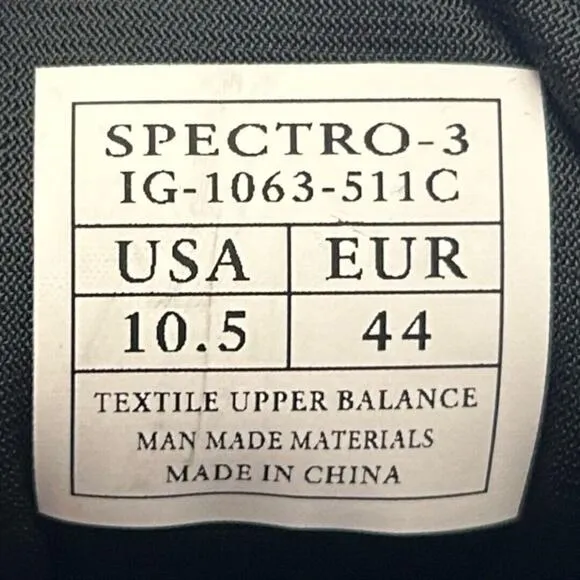 SPECTRO-3
IG-1063-511C
USA EUR
10.5 44
TEXTILE UPPER BALANCE
MAN MADE MATERIALS
MADE IN CHINA